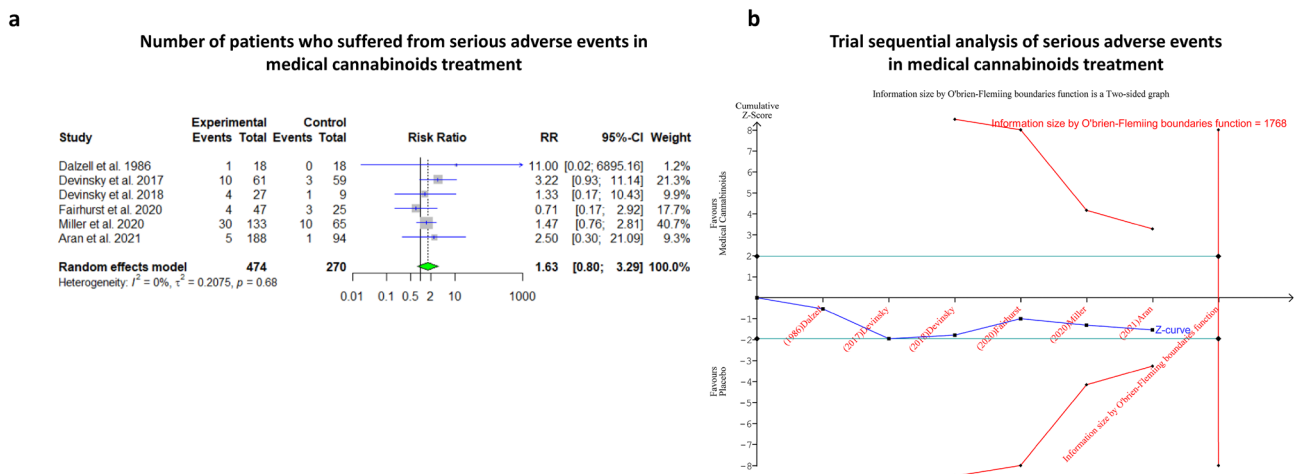 a
Number of patients who suffered from serious adverse events in
medical cannabinoids treatment
Experimental Control
Study Events Total Events Total Risk Ratio RR 95%-CI Weight
Dalzell et al. 1986 1 18 0 18 11.00 [0.02; 6895.16] 1.2%
Devinsky et al. 2017 10 61 3 59 3.22 [0.93; 11.14] 21.3%
Devinsky et al. 2018 4 27 1 9 1.33 [0.17; 10.43] 9.9%
Fairhurst et al. 2020 4 47 3 25 0.71 [0.17; 2.92] 17.7%
Miller et al. 2020 30 133 10 65 1.47 [0.76; 2.81] 40.7%
Aran et al. 2021 5 188 1 94 2.50 [0.30; 21.09] 9.3%
Random effects model 474 270 1.63 [0.80; 3.29] 100.0%
Heterogeneity: I² = 0%, τ² = 0.2075, p = 0.68
0.01 0.1 0.5 2 10 1000
b
Trial sequential analysis of serious adverse events
in medical cannabinoids treatment
Information size by O'brien-Flemiing boundaries function is a Two-sided graph
Cumulative
Z-Score
Information size by O'brien-Flemiing boundaries function = 1768
8
7
6
5
4
3
2
1
-1
-2
-3
-4
-5
-6
-7
-8
Favours
Medical Cannabinoids
Favours
Placebo
(1986)Dalzell
(2017)Devinsky
(2018)Devinsky
(2020)Fairhurst
(2020)Miller
(2021)Aran
Z-curve
Information size by O'brien-Flemiing boundaries function